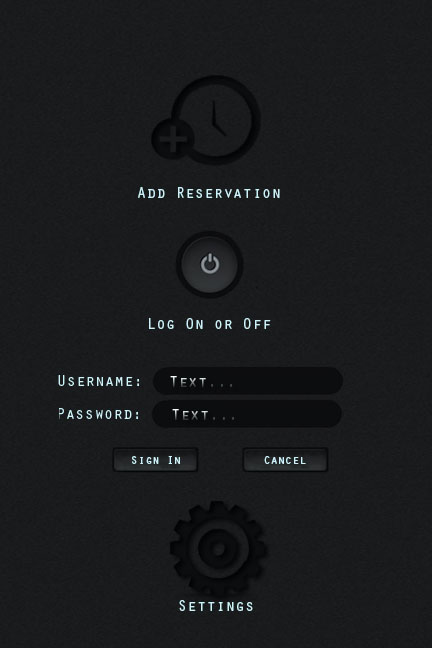 Add Reservation
Log On or Off
Username: Text...
Password: Text...
Sign In Cancel
Settings